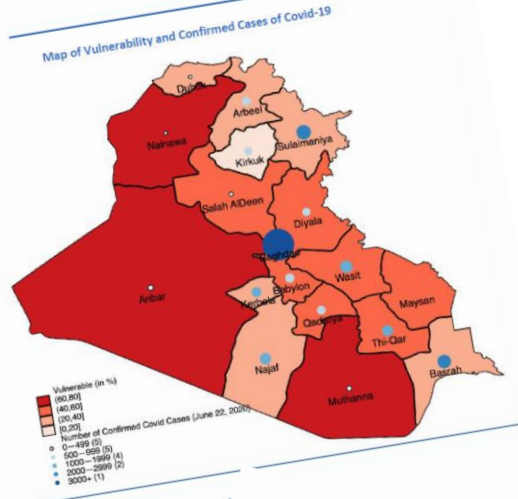 Map of Vulnerability and Confirmed Cases of Covid-19
Duhok
Arbeel
Nainawa
Sulaimaniya
Kirkuk
Salah AlDeen
Diyala
Baghdad
Wasit
Anbar
Babylon
Kerbela
Maysan
Qadisiya
Thi-Qar
Najaf
Basrah
Muthanna
Vulnerable (in %)
(60,80]
(40,60]
(20,40]
[0,20]
Number of Confirmed Covid Cases (June 22, 2020)
0—499 (5)
500—999 (5)
1000—1999 (4)
2000—2999 (2)
3000+ (1)